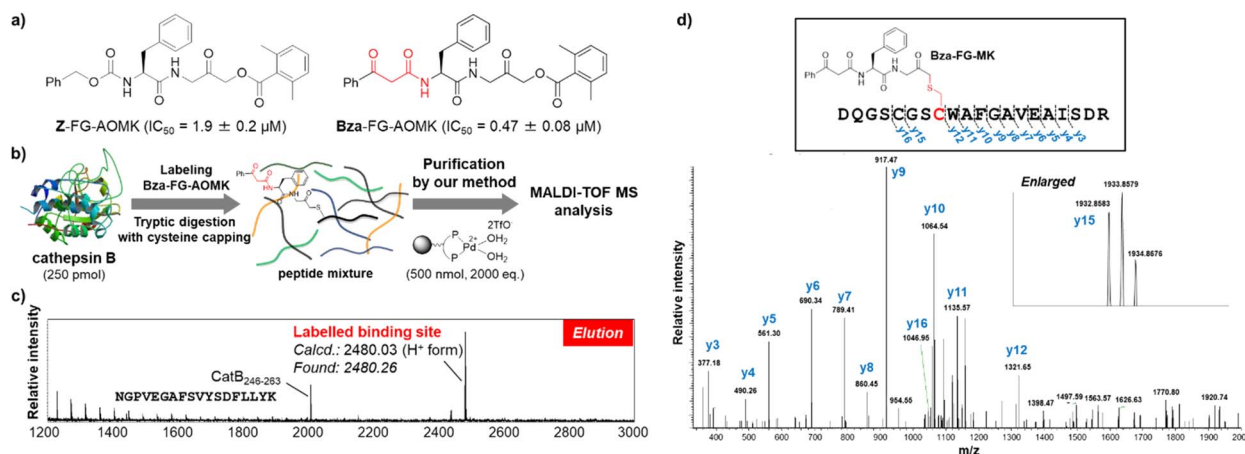 a)
Ph
O
O
N
H
O
H
N
O
O
O
Z-FG-AOMK (IC50 = 1.9 ± 0.2 μM)
Ph
O
O
N
H
O
H
N
O
O
O
Bza-FG-AOMK (IC50 = 0.47 ± 0.08 μM)
b)
cathepsin B
(250 pmol)
Labeling
Bza-FG-AOMK
Tryptic digestion
with cysteine capping
Ph
peptide mixture
Purification
by our method
2TfO-
P
P
2+
Pd
OH2
OH2
(500 nmol, 2000 eq.)
MALDI-TOF MS
analysis
c)
Elution
Labelled binding site
Calcd.: 2480.03 (H+ form)
Found: 2480.26
CatB246-263
NGPVEGAFSVYSDFLLYK
Relative intensity
1200 1400 1600 1800 2000 2200 2400 2600 2800 3000
d)
Bza-FG-MK
Ph
O
O
N
H
O
H
N
O
S
DQGSCGSCWAFGAVEAISDR
y16 y15 y12 y11 y10 y9 y8 y7 y6 y5 y4 y3
917.47
y9
y10
1064.54
Enlarged
1933.8579
1932.8583
y15
1934.8676
y6
690.34
y7
789.41
y11
1135.57
y5
561.30
y16
1046.95
y3
377.18
y12
1321.65
y4
490.26
y8
860.45
954.55
1398.47
1497.59
1563.57
1626.63
1770.80
1920.74
Relative intensity
400 500 600 700 800 900 1000 1100 1200 1300 1400 1500 1600 1700 1800 1900 200
m/z